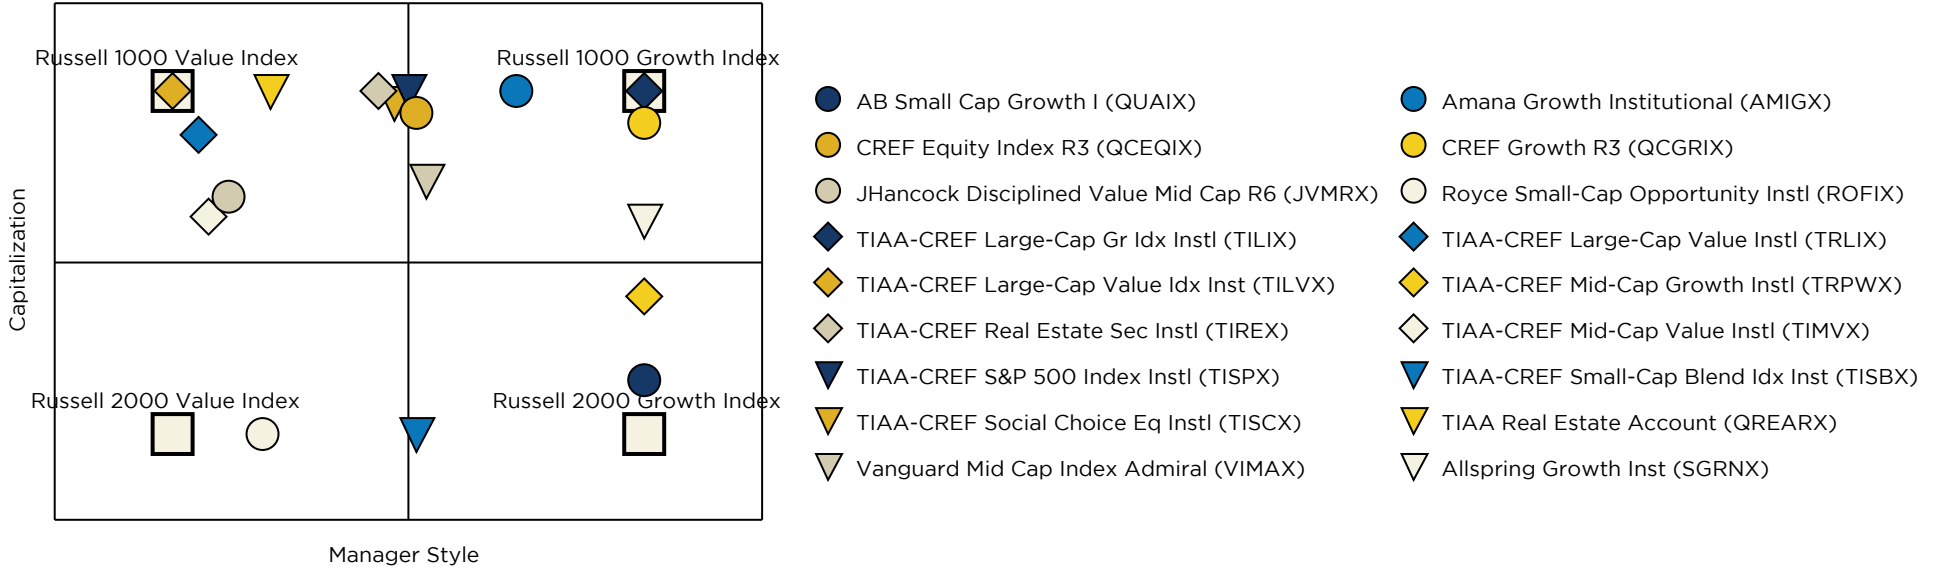 Russell 1000 Value Index
Russell 1000 Growth Index
Capitalization
Russell 2000 Value Index
Russell 2000 Growth Index
Manager Style
AB Small Cap Growth I (QUAIX)
Amana Growth Institutional (AMIGX)
CREF Equity Index R3 (QCEQIX)
CREF Growth R3 (QCGRIX)
JHancock Disciplined Value Mid Cap R6 (JVMRX)
Royce Small-Cap Opportunity Instl (ROFIX)
TIAA-CREF Large-Cap Gr Idx Instl (TILIX)
TIAA-CREF Large-Cap Value Instl (TRLIX)
TIAA-CREF Large-Cap Value Idx Inst (TILVX)
TIAA-CREF Mid-Cap Growth Instl (TRPWX)
TIAA-CREF Real Estate Sec Instl (TIREX)
TIAA-CREF Mid-Cap Value Instl (TIMVX)
TIAA-CREF S&P 500 Index Instl (TISPX)
TIAA-CREF Small-Cap Blend Idx Inst (TISBX)
TIAA-CREF Social Choice Eq Instl (TISCX)
TIAA Real Estate Account (QREARX)
Vanguard Mid Cap Index Admiral (VIMAX)
Allspring Growth Inst (SGRNX)